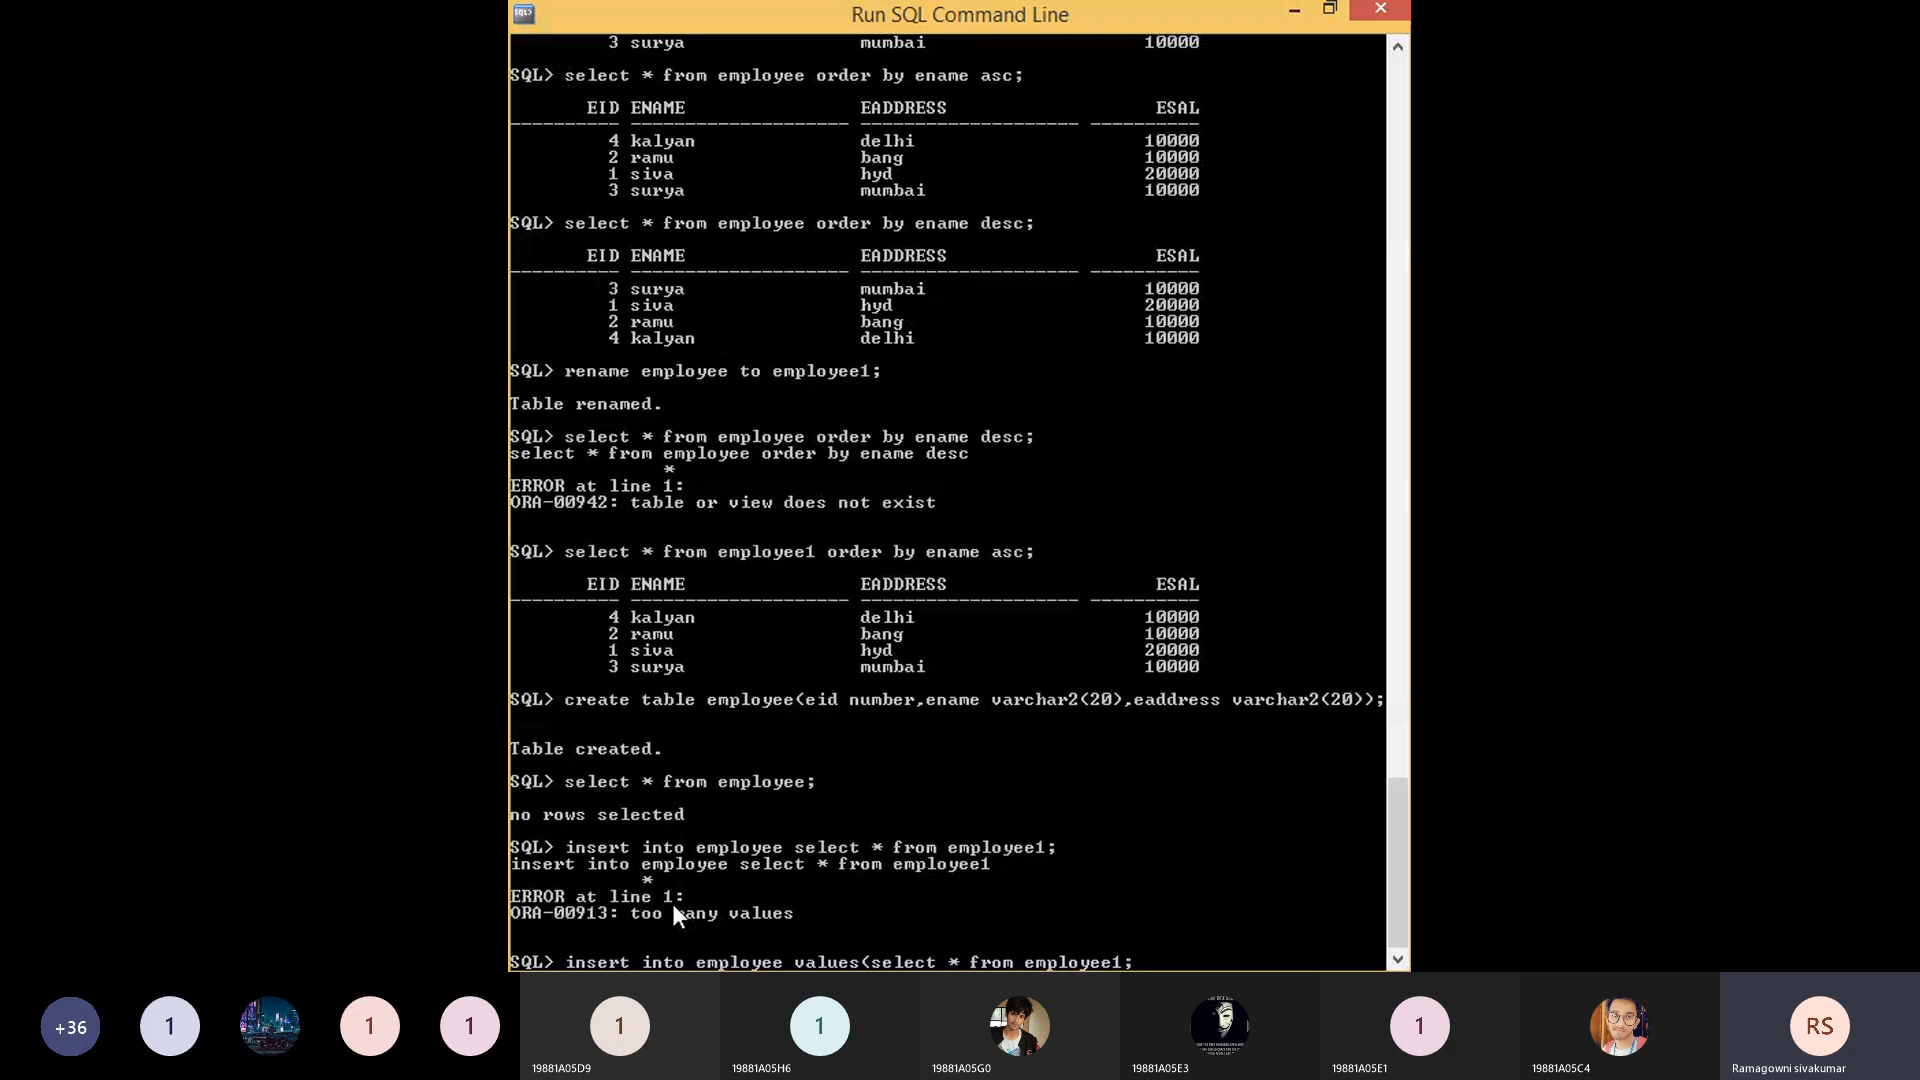 SQL>
Run SQL Command Line
3 surya mumbai 10000
SQL> select * from employee order by ename asc;
EID ENAME EADDRESS ESAL
---------- -------------------- -------------------- ----------
4 kalyan delhi 10000
2 ramu bang 10000
1 siva hyd 20000
3 surya mumbai 10000
SQL> select * from employee order by ename desc;
EID ENAME EADDRESS ESAL
---------- -------------------- -------------------- ----------
3 surya mumbai 10000
1 siva hyd 20000
2 ramu bang 10000
4 kalyan delhi 10000
SQL> rename employee to employee1;
Table renamed.
SQL> select * from employee order by ename desc;
select * from employee order by ename desc
*
ERROR at line 1:
ORA-00942: table or view does not exist
SQL> select * from employee1 order by ename asc;
EID ENAME EADDRESS ESAL
---------- -------------------- -------------------- ----------
4 kalyan delhi 10000
2 ramu bang 10000
1 siva hyd 20000
3 surya mumbai 10000
SQL> create table employee(eid number,ename varchar2(20),eaddress varchar2(20));
Table created.
SQL> select * from employee;
no rows selected
SQL> insert into employee select * from employee1;
insert into employee select * from employee1
*
ERROR at line 1:
ORA-00913: too many values
SQL> insert into employee values(select * from employee1;
+36
1
1
1
1
1
1
RS
19881A05D9
19881A05H6
19881A05G0
19881A05E3
19881A05E1
19881A05C4
Ramagowni sivakumar